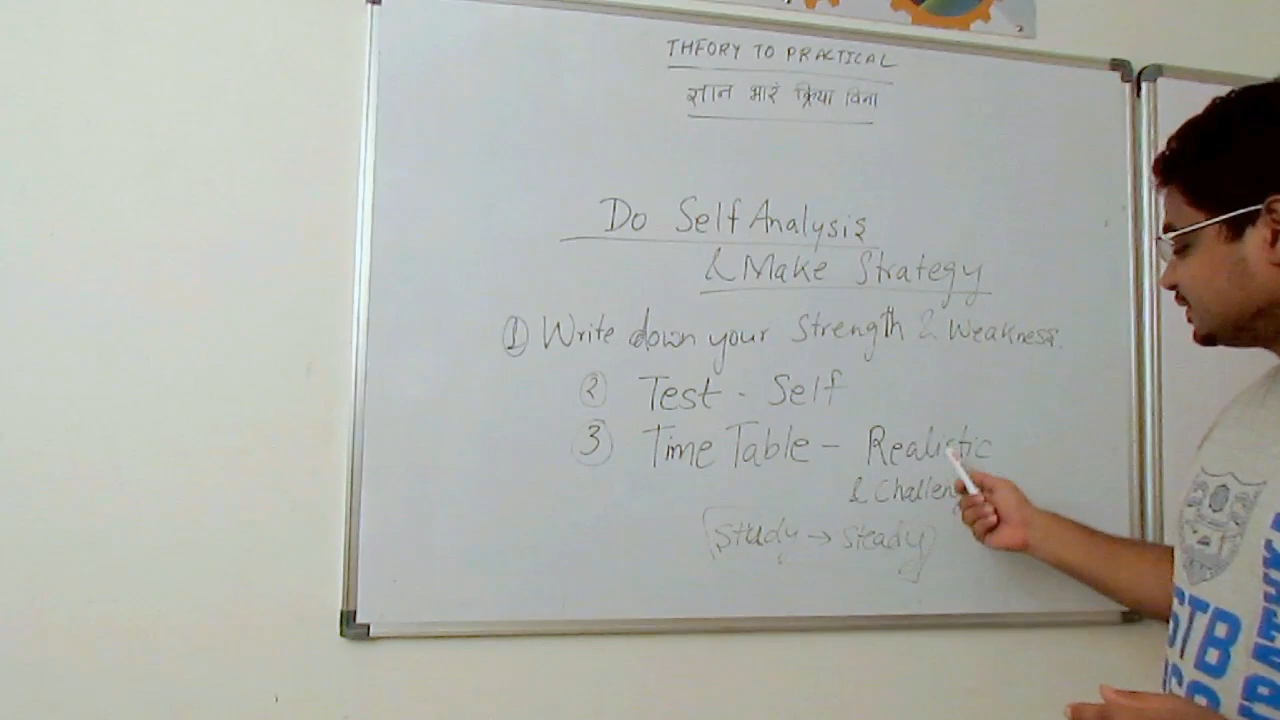 THEORY TO PRACTICAL
ज्ञान भारं क्रिया विना
Do Self Analysis
& Make Strategy
① Write down your Strength & Weakness.
② Test - Self
③ Time Table - Realistic
& Challen
Study → Steady
STB